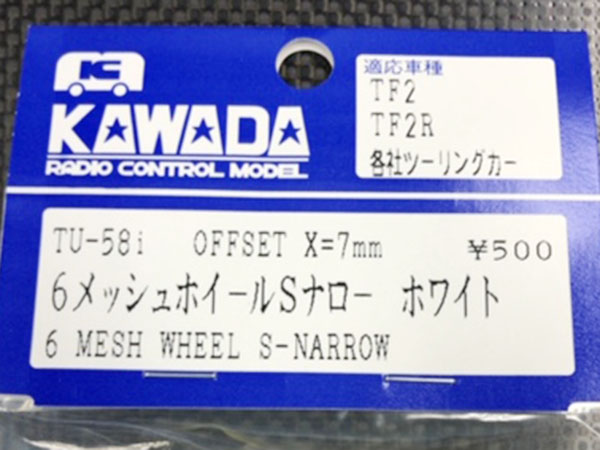 KAWADA
RADIO CONTROL MODEL
適応車種
TF2
TF2R
各社ツーリングカー
TU-58i OFFSET X=7mm ¥500
6メッシュホイールSナロー ホワイト
6 MESH WHEEL S-NARROW